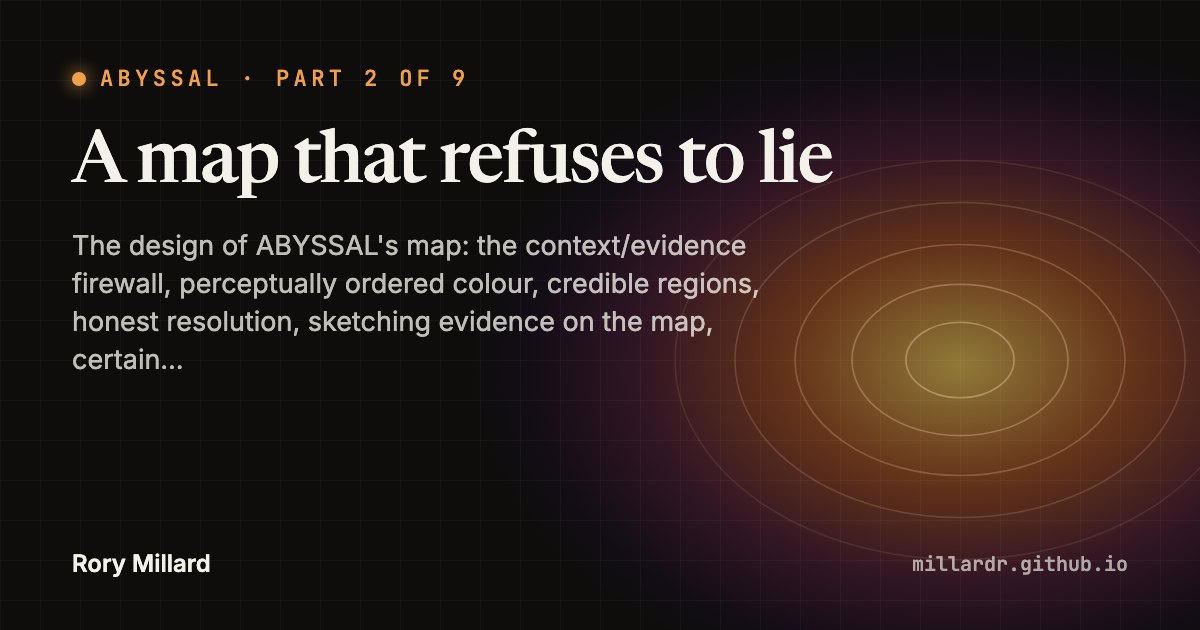 ABYSSAL · PART 2 OF 9
A map that refuses to lie
The design of ABYSSAL's map: the context/evidence
firewall, perceptually ordered colour, credible regions,
honest resolution, sketching evidence on the map,
certain...
Rory Millard
millardr.github.io